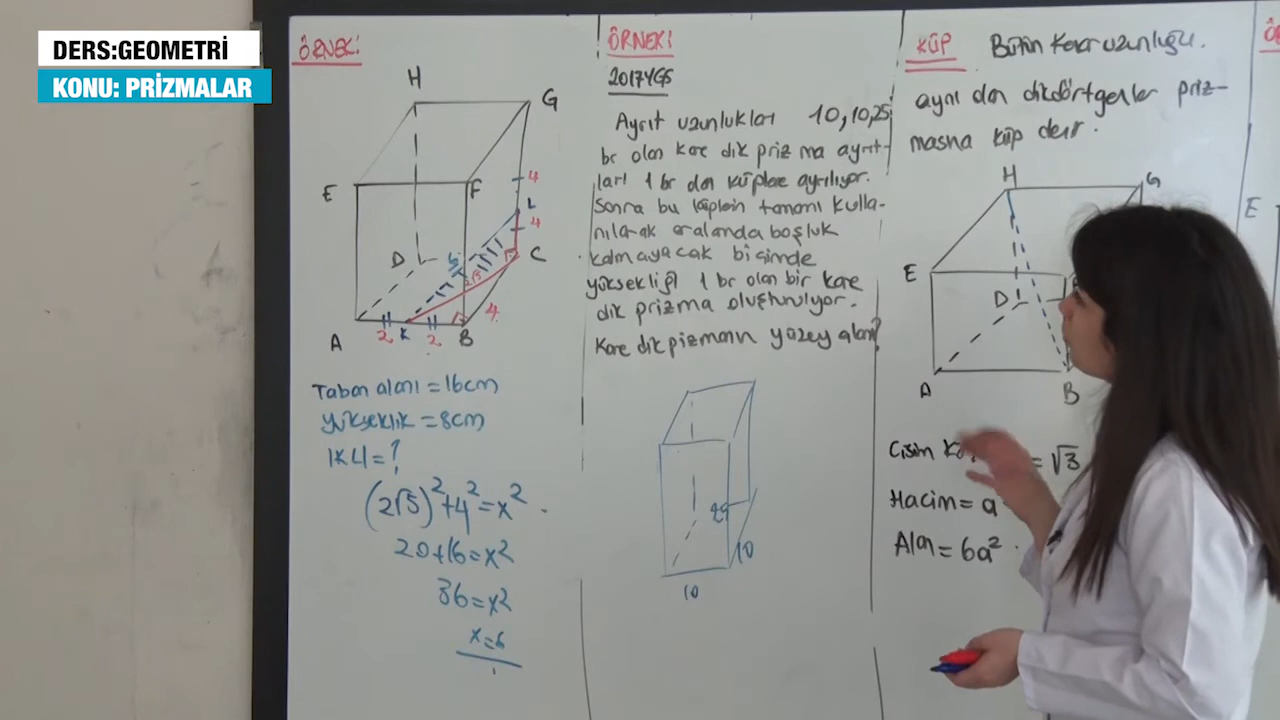 DERS:GEOMETRİ
KONU: PRİZMALAR
ÖRNEK:
H
G
E
F
4
L
4
D
C
2√5
4
A
2
K
2
B
Taban alanı = 16cm
Yükseklik = 8cm
|KL| = ?
(2√5)² + 4² = x²
20+16 = x²
36 = x²
x = 6
ÖRNEK:
2017YGS
Ayrıt uzunlukları 10,10,25
br olan kare dik prizma ayrıt-
ları 1 br olan küplere ayrılıyor.
Sonra bu küplerin tamamı kulla-
nılarak aralarında boşluk
kalmayacak biçimde
yüksekliği 1 br olan bir kare
dik prizma oluşturuluyor.
Kare dik pizmanın yüzey alanı?
25
10
10
KÜP Bütün kenar uzunluğu
aynı olan dikdörtgenler priz-
masına küp denir.
H
G
E
D
A
B
Cisim = √3
Hacim = a
Alan = 6a²
E